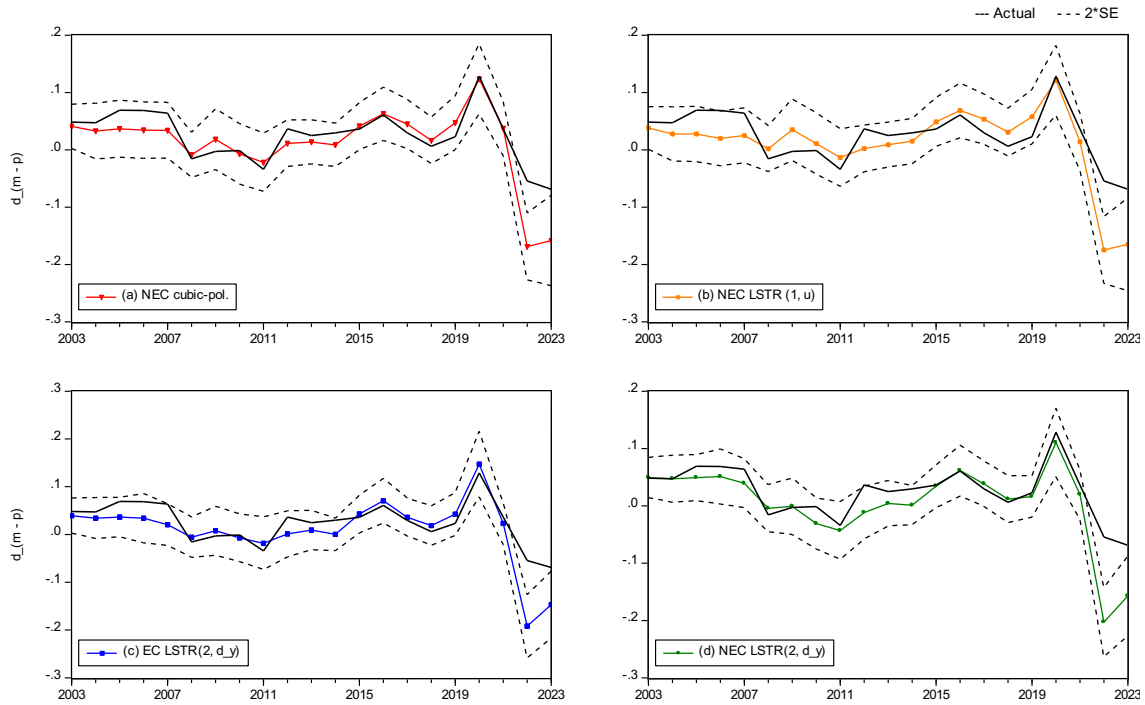 --- Actual --- 2*SE
.2
.1
.0
-.1
-.2
-.3
d_(m - p)
(a) NEC cubic-pol.
2003 2007 2011 2015 2019 2023
.2
.1
.0
-.1
-.2
-.3
(b) NEC LSTR (1, u)
2003 2007 2011 2015 2019 2023
.3
.2
.1
.0
-.1
-.2
-.3
d_(m - p)
(c) EC LSTR(2, d_y)
2003 2007 2011 2015 2019 2023
.2
.1
.0
-.1
-.2
-.3
(d) NEC LSTR(2, d_y)
2003 2007 2011 2015 2019 2023